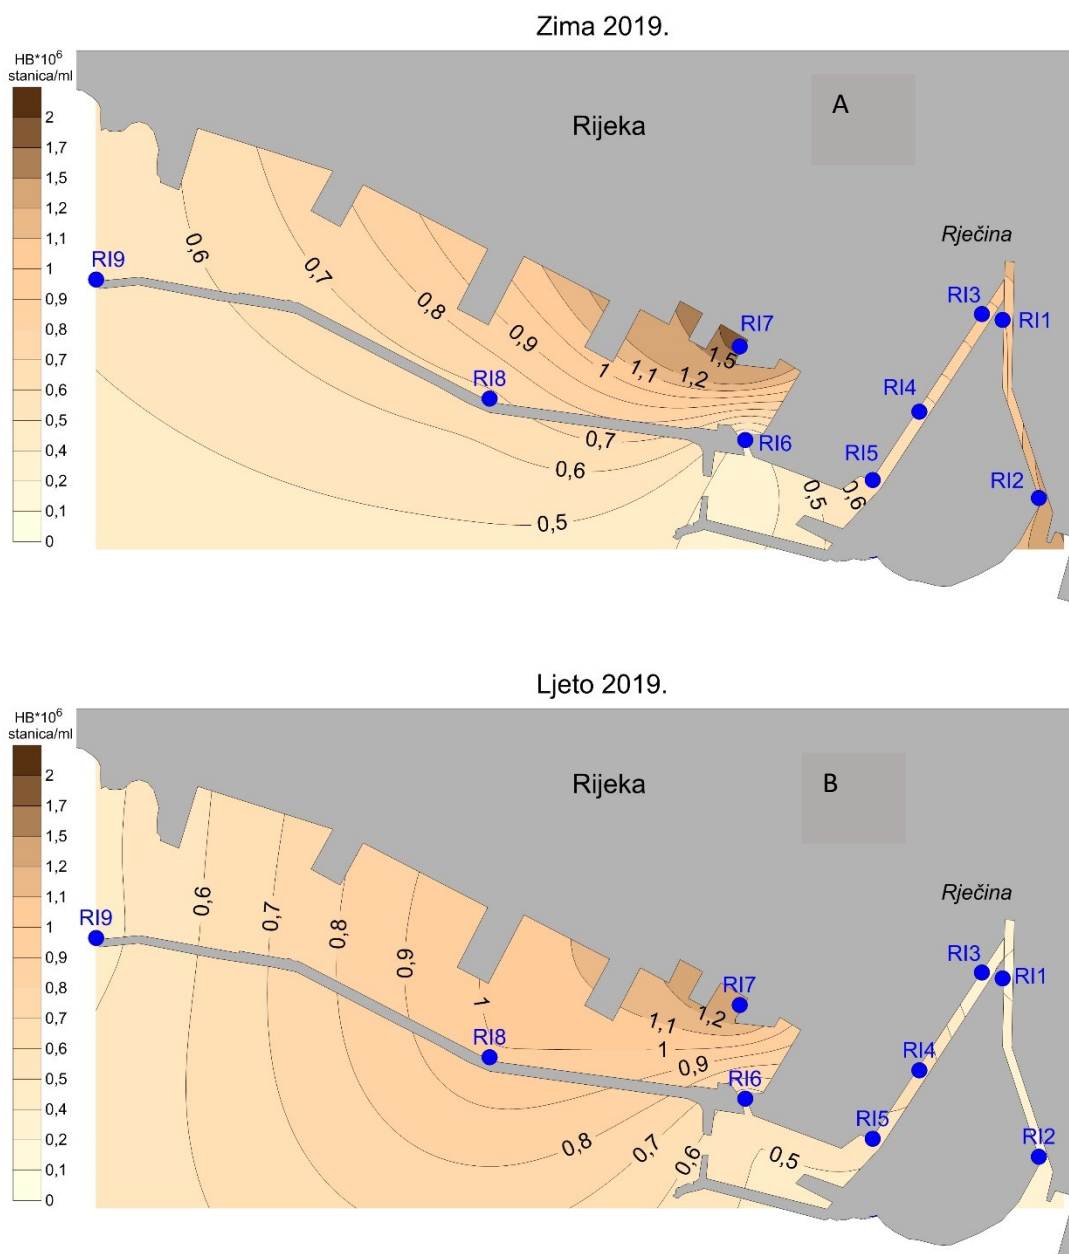 Zima 2019.
HB*10⁶
stanica/ml
2
1,7
1,5
1,2
1,1
1
0,9
0,8
0,7
0,6
0,5
0,4
0,2
0,1
0
A
Rijeka
Rječina
RI9
0,6
0,7
0,8
0,9
1
1,1
1,2
1,5
RI7
RI3
RI1
RI8
RI4
0,7
RI6
RI5
0,6
RI2
0,5
0,5
0,6
Ljeto 2019.
HB*10⁶
stanica/ml
2
1,7
1,5
1,2
1,1
1
0,9
0,8
0,7
0,6
0,5
0,4
0,2
0,1
0
B
Rijeka
Rječina
RI9
0,6
0,7
0,8
0,9
1
RI7
1,1
1,2
RI3
RI1
RI8
1
0,9
RI4
RI6
RI5
0,8
0,7
0,6
0,5
RI2